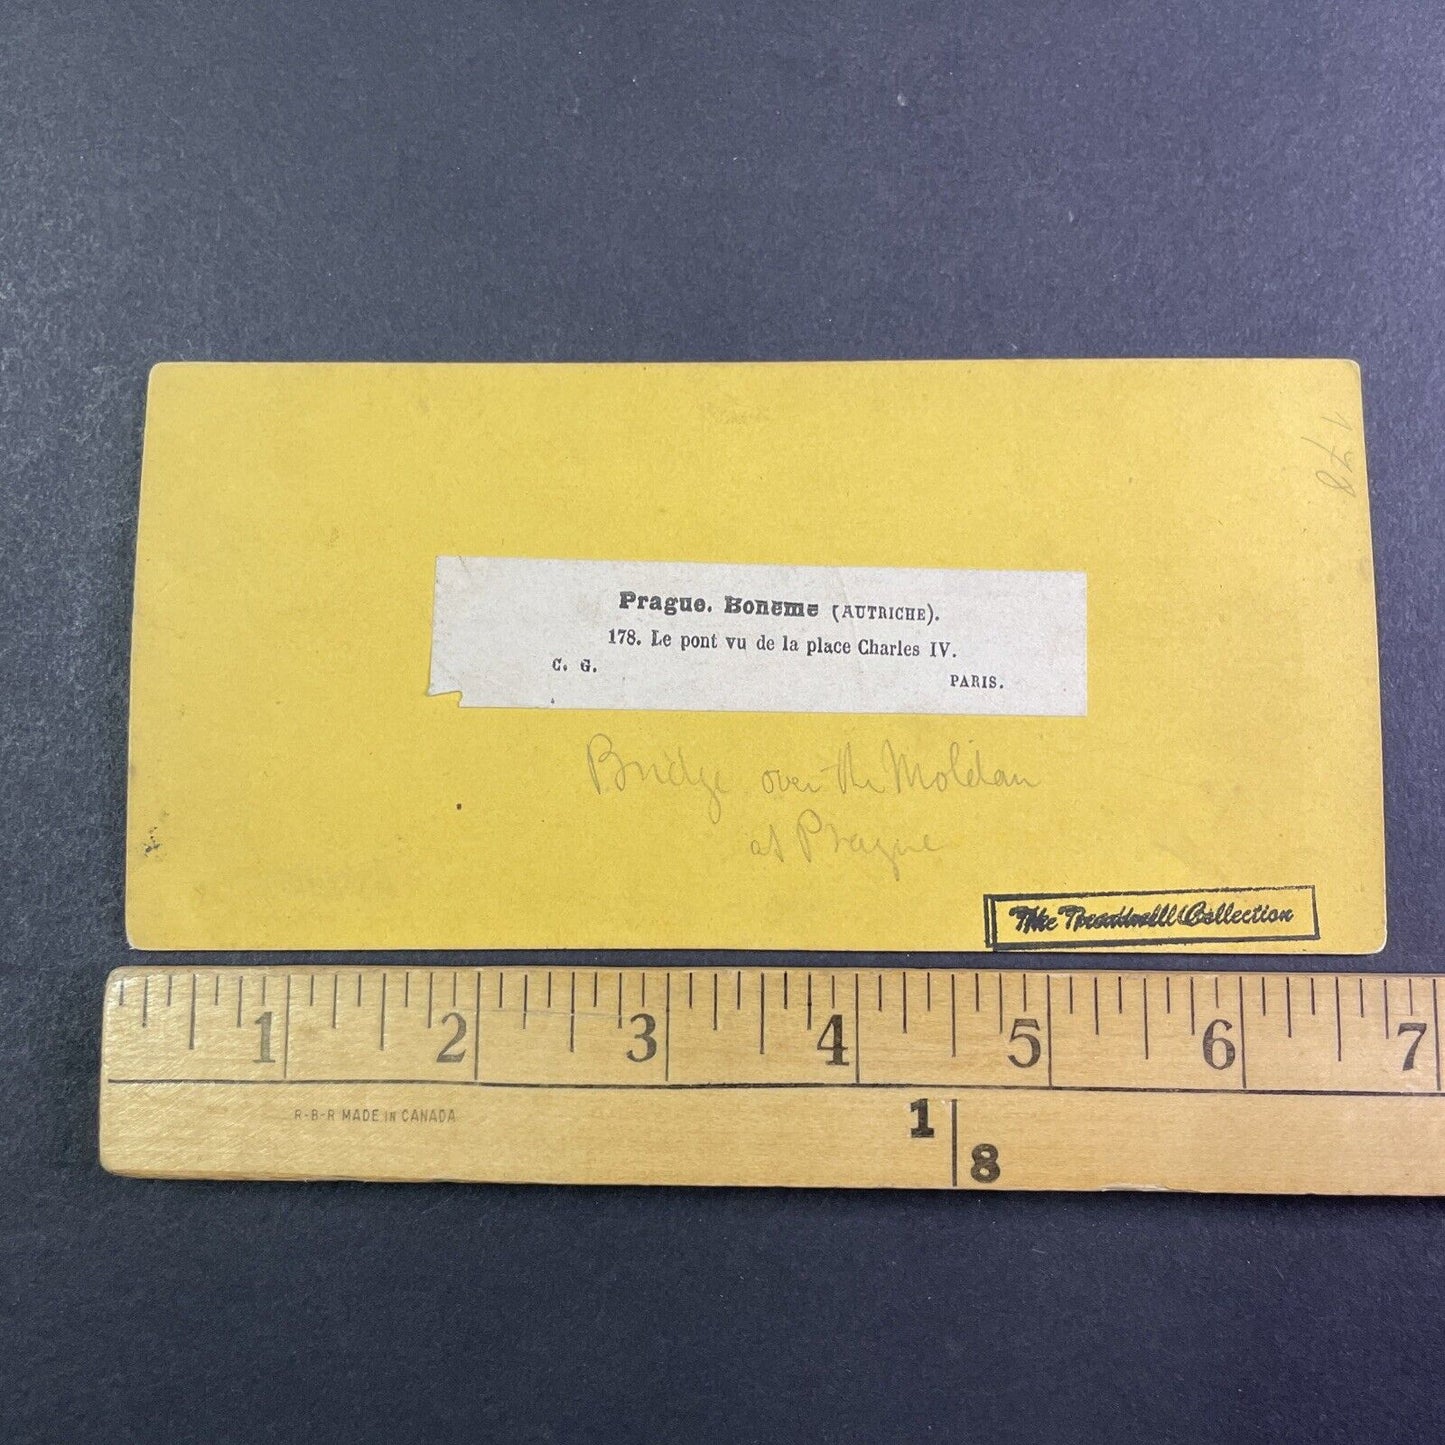 178
Prague. Boheme (AUTRICHE).
178. Le pont vu de la place Charles IV.
C. G.
PARIS.
Bridge over the Moldau
at Prague
The Treadwell Collection
1 2 3 4 5 6 7
R-B-R MADE IN CANADA
1
8